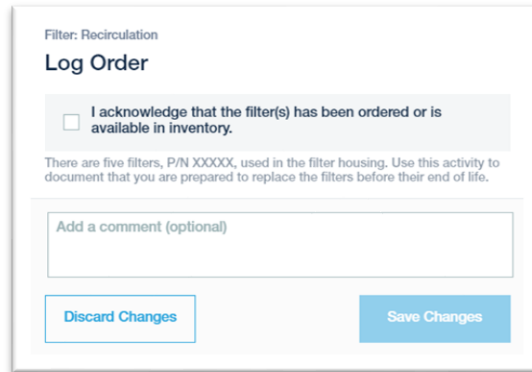 Filter: Recirculation
Log Order
I acknowledge that the filter(s) has been ordered or is
available in inventory.
There are five filters, P/N XXXXX, used in the filter housing. Use this activity to
document that you are prepared to replace the filters before their end of life.
Add a comment (optional)
Discard Changes
Save Changes